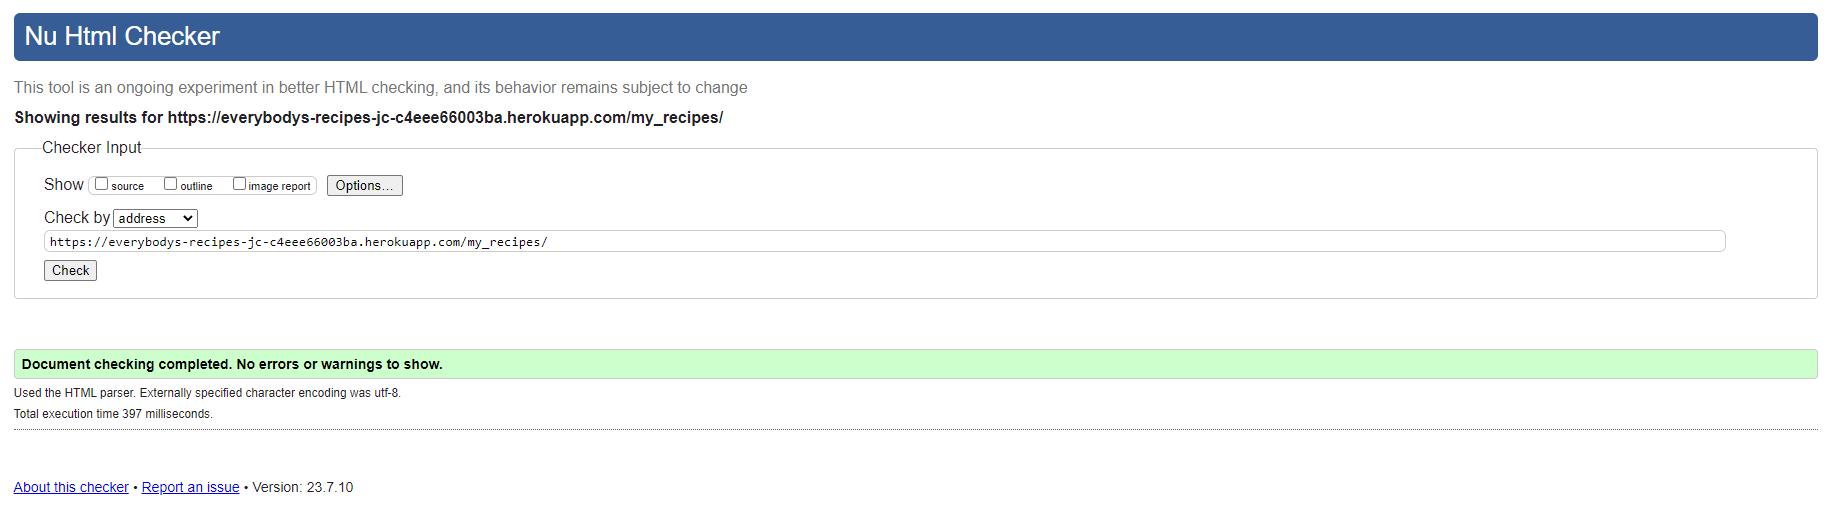 Nu Html Checker
This tool is an ongoing experiment in better HTML checking, and its behavior remains subject to change
Showing results for https://everybodys-recipes-jc-c4eee66003ba.herokuapp.com/my_recipes/
Checker Input
Show source outline image report Options...
Check by address
https://everybodys-recipes-jc-c4eee66003ba.herokuapp.com/my_recipes/
Check
Document checking completed. No errors or warnings to show.
Used the HTML parser. Externally specified character encoding was utf-8.
Total execution time 397 milliseconds.
About this checker • Report an issue • Version: 23.7.10